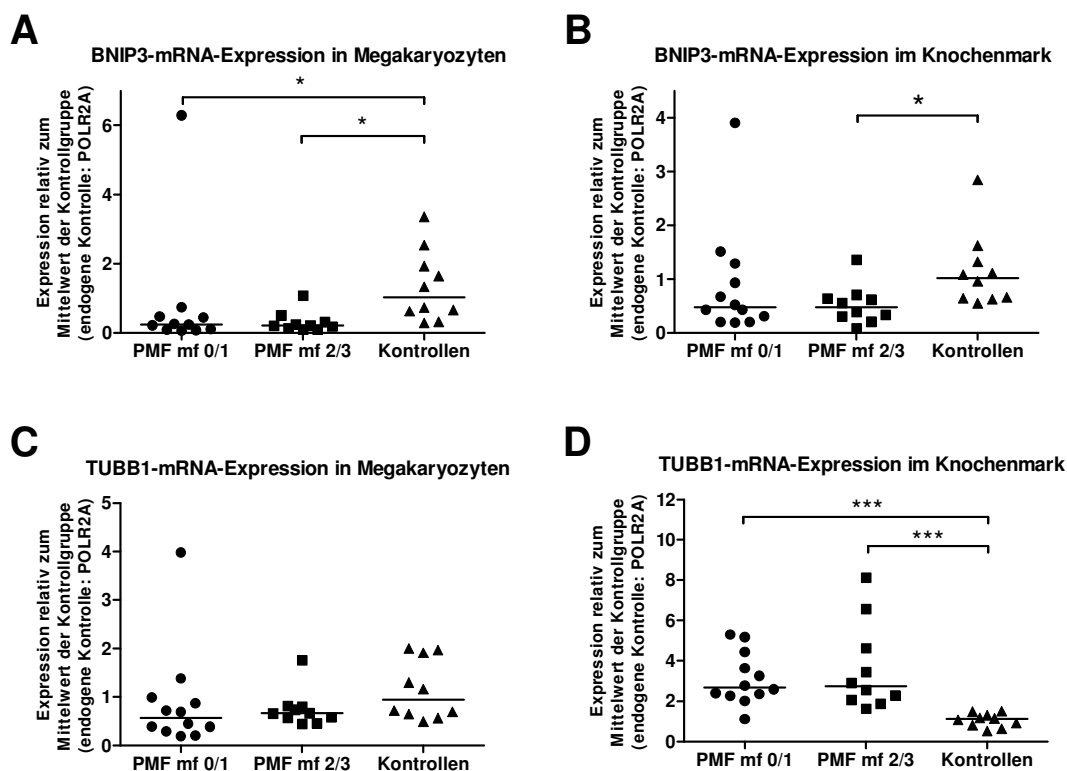 A
BNIP3-mRNA-Expression in Megakaryozyten
Expression relativ zum
Mittelwert der Kontrollgruppe
(endogene Kontrolle: POLR2A)
6
4
2
0
*
*
PMF mf 0/1 PMF mf 2/3 Kontrollen
B
BNIP3-mRNA-Expression im Knochenmark
Expression relativ zum
Mittelwert der Kontrollgruppe
(endogene Kontrolle: POLR2A)
4
3
2
1
0
*
PMF mf 0/1 PMF mf 2/3 Kontrollen
C
TUBB1-mRNA-Expression in Megakaryozyten
Expression relativ zum
Mittelwert der Kontrollgruppe
(endogene Kontrolle: POLR2A)
5
4
3
2
1
0
PMF mf 0/1 PMF mf 2/3 Kontrollen
D
TUBB1-mRNA-Expression im Knochenmark
Expression relativ zum
Mittelwert der Kontrollgruppe
(endogene Kontrolle: POLR2A)
12
10
8
6
4
2
0
***
***
PMF mf 0/1 PMF mf 2/3 Kontrollen